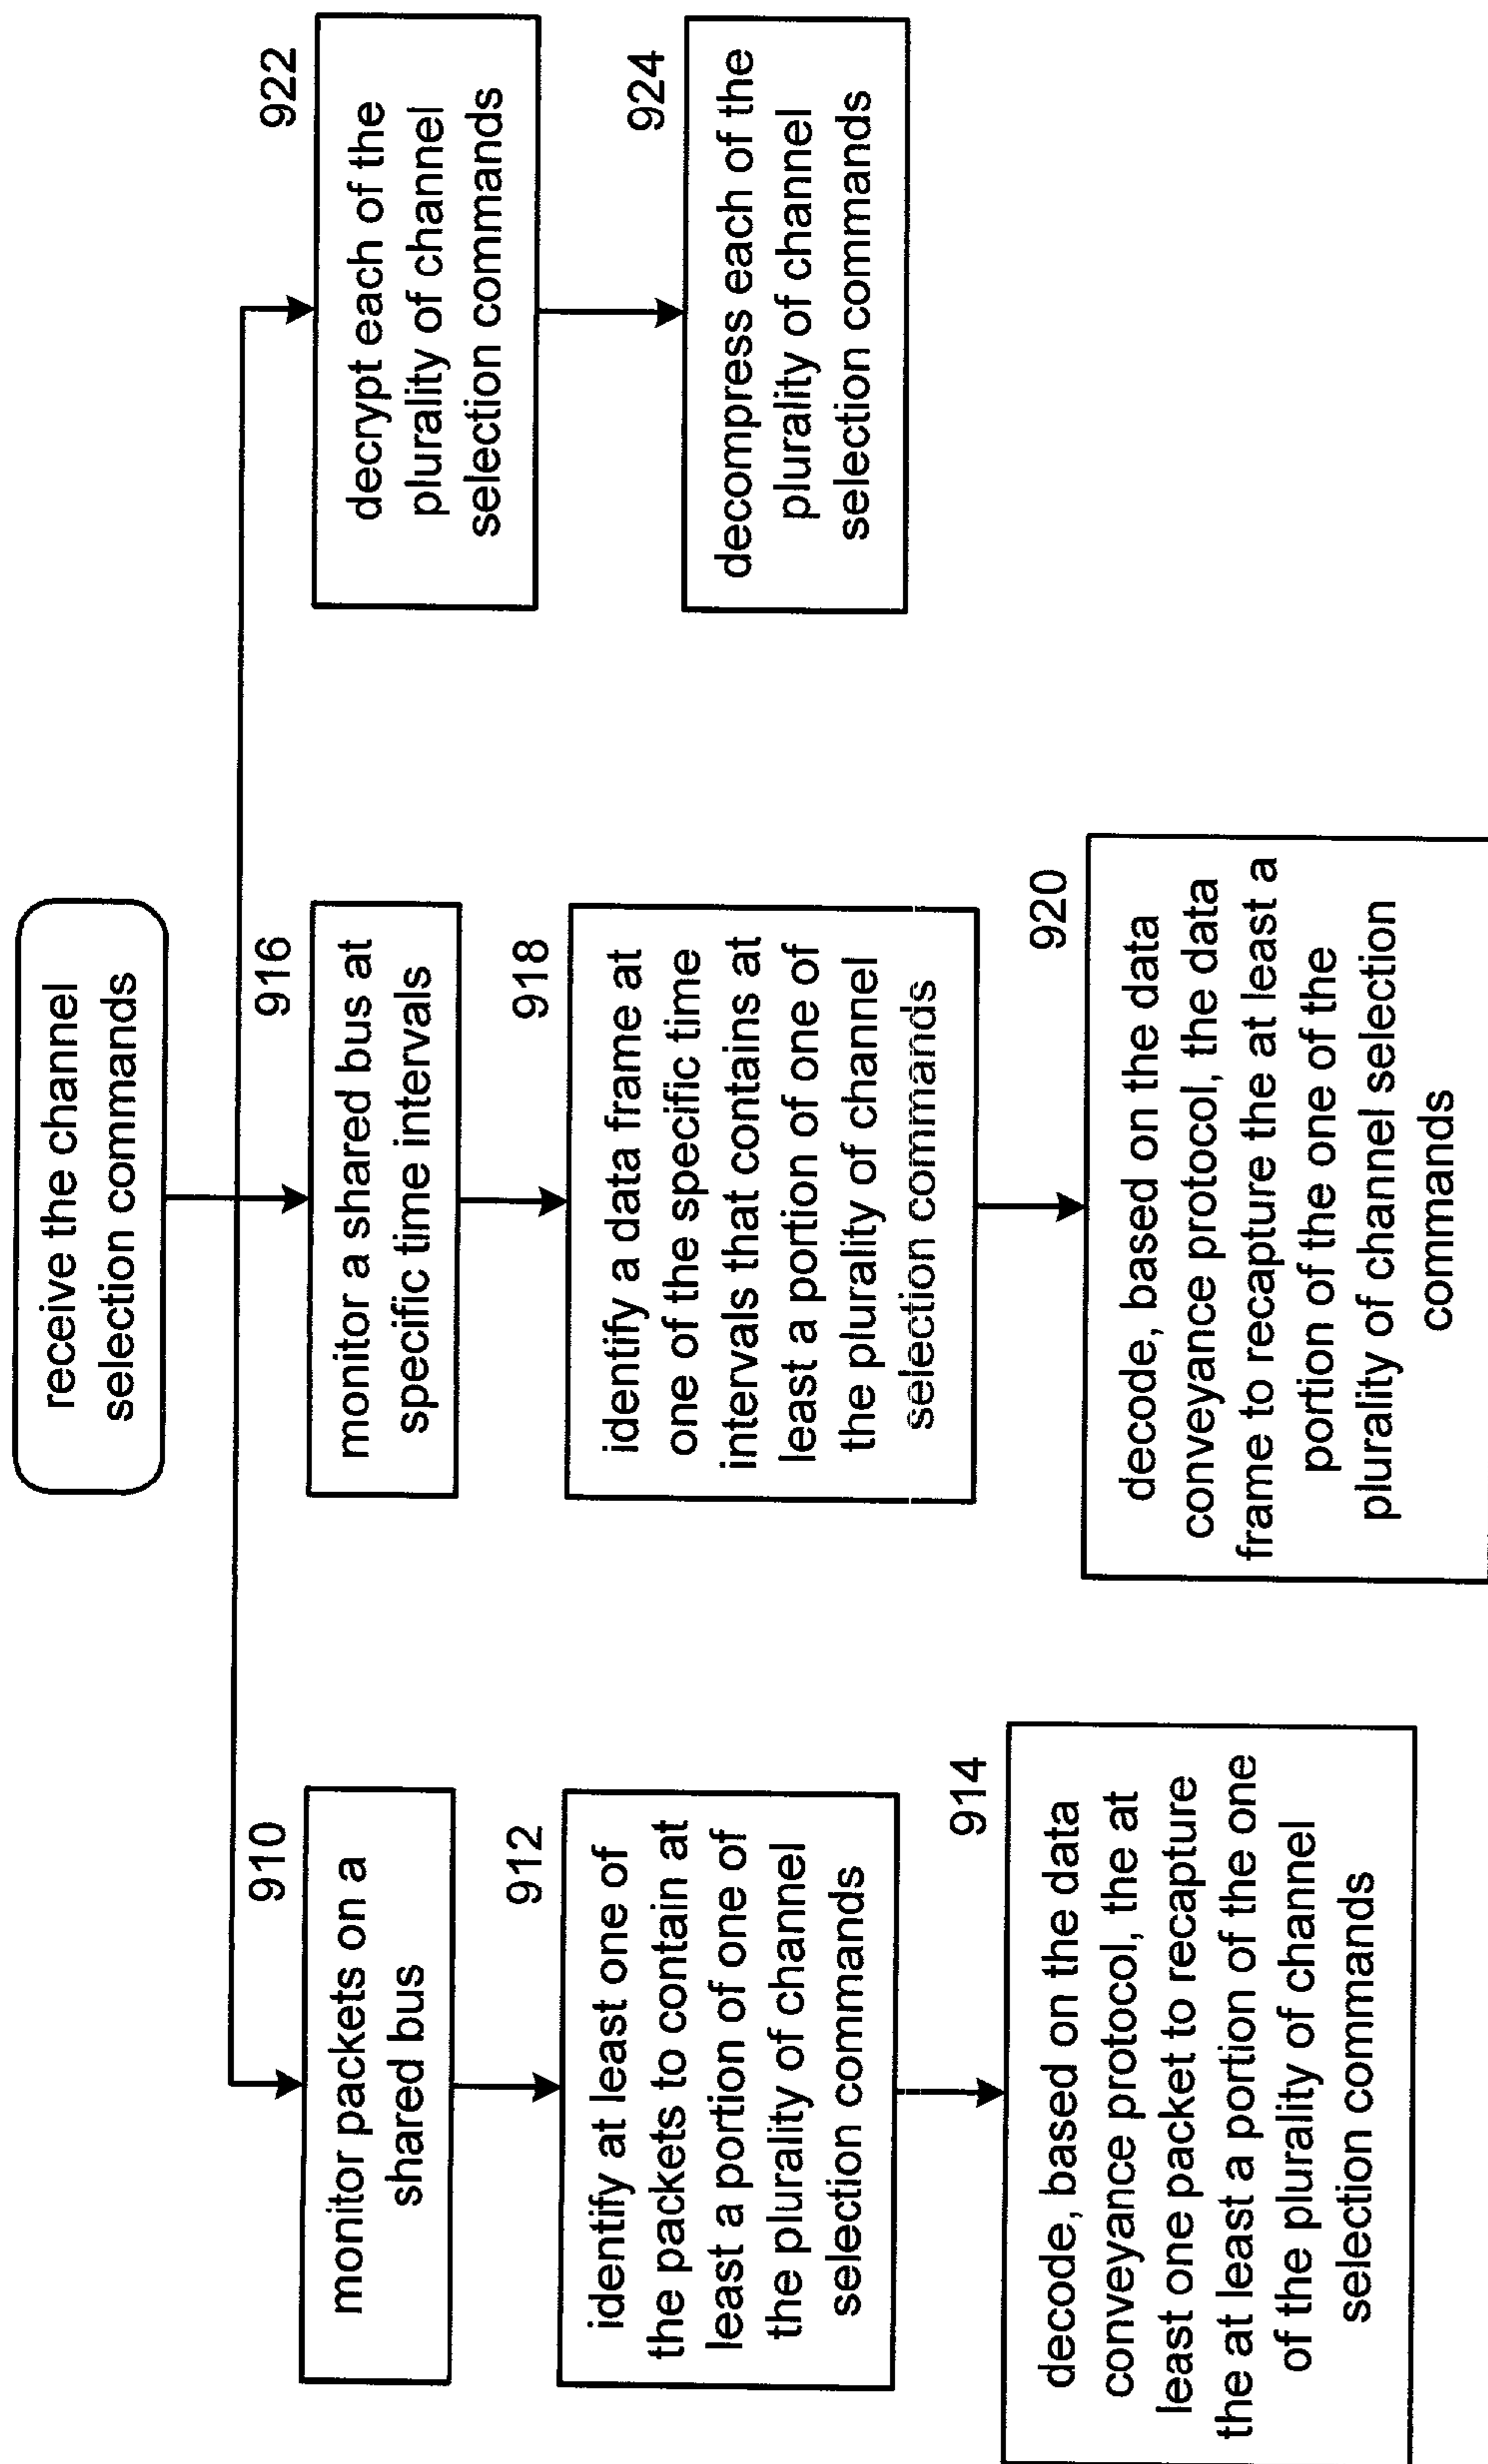 receive the channel
selection commands
910
monitor packets on a
shared bus
912
identify at least one of
the packets to contain at
least a portion of one of
the plurality of channel
selection commands
914
decode, based on the data
conveyance protocol, the at
least one packet to recapture
the at least a portion of the one
of the plurality of channel
selection commands
916
monitor a shared bus at
specific time intervals
918
identify a data frame at
one of the specific time
intervals that contains at
least a portion of one of
the plurality of channel
selection commands
920
decode, based on the data
conveyance protocol, the data
frame to recapture the at least a
portion of the one of the
plurality of channel selection
commands
922
decrypt each of the
plurality of channel
selection commands
924
decompress each of the
plurality of channel
selection commands